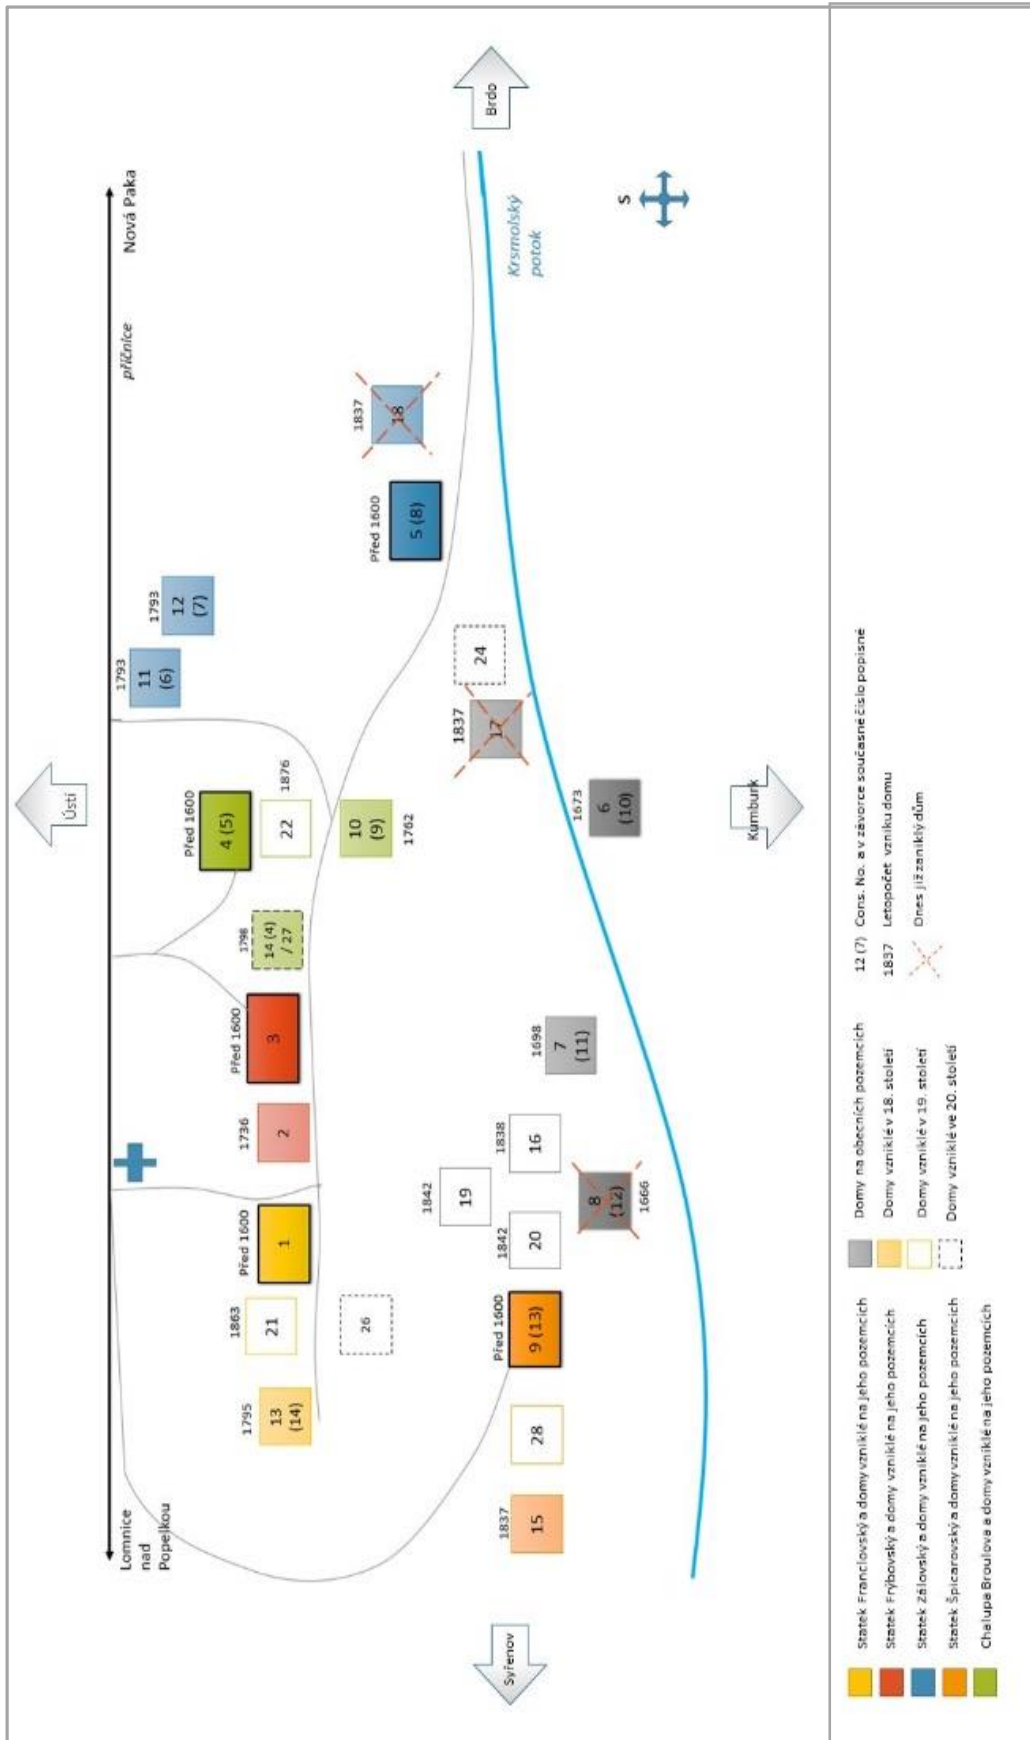 Ústí
Lomnice
nad
Popelkou
příčnice
Nová Paka
1793
11
(6)
1793
12
(7)
Před 1600
4 (5)
1876
22
10
(9)
1762
1798
14 (4)
/ 27
Před 1600
3
1736
2
Před 1600
1
1863
21
1795
13
(14)
26
1837
18
Před 1600
5 (8)
24
1837
17
Brdo
Krsmolský
potok
S
1673
6
(10)
1698
7
(11)
1838
16
1842
19
1842
20
8
(12)
1666
Před 1600
9 (13)
28
1837
15
Syřenov
Kumburk
Statek Franclovský a domy vzniklé na jeho pozemcích
Statek Frýbovský a domy vzniklé na jeho pozemcích
Statek Zálovský a domy vzniklé na jeho pozemcích
Statek Špicarovský a domy vzniklé na jeho pozemcích
Chalupa Broulova a domy vzniklé na jeho pozemcích
Domy na obecních pozemcích
Domy vzniklé v 18. století
Domy vzniklé v 19. století
Domy vzniklé ve 20. století
12 (7) Cons. No. a v závorce současné číslo popisné
1837 Letopočet vzniku domu
Dnes již zaniklý dům